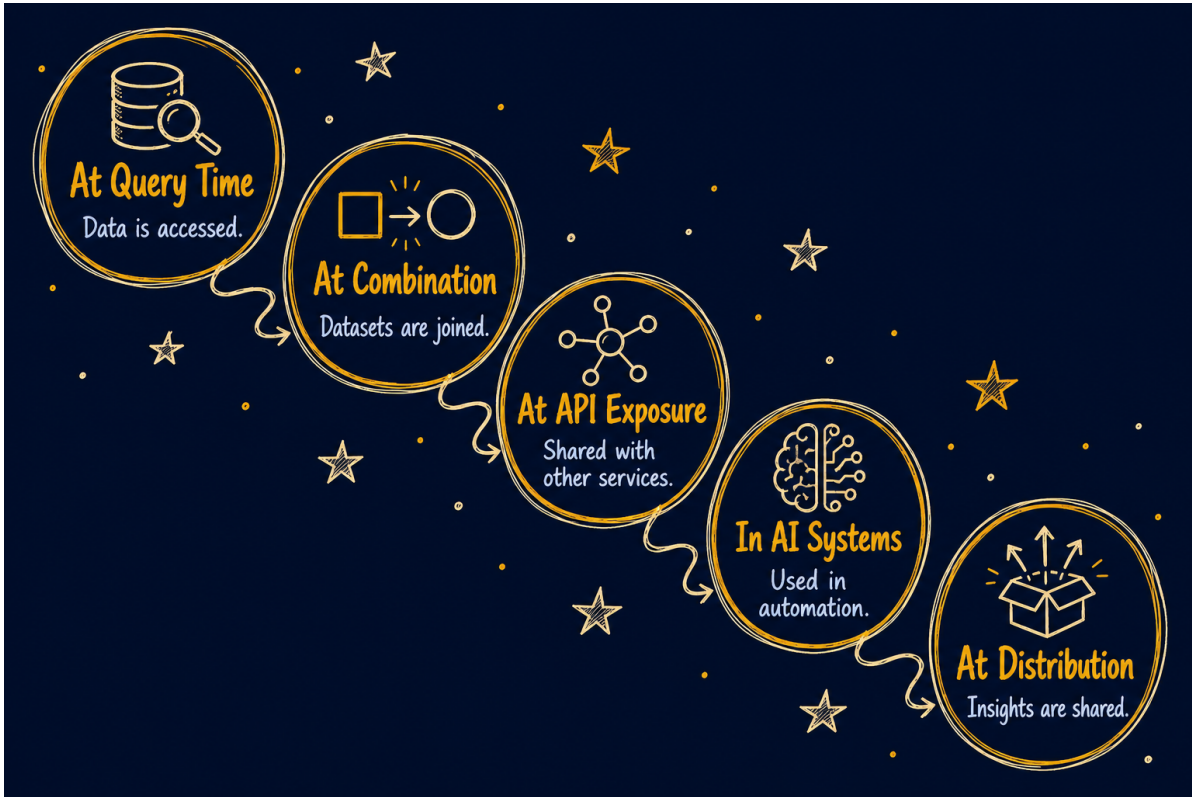 At Query Time
Data is accessed.
At Combination
Datasets are joined.
At API Exposure
Shared with
other services.
In AI Systems
Used in
automation.
At Distribution
Insights are shared.